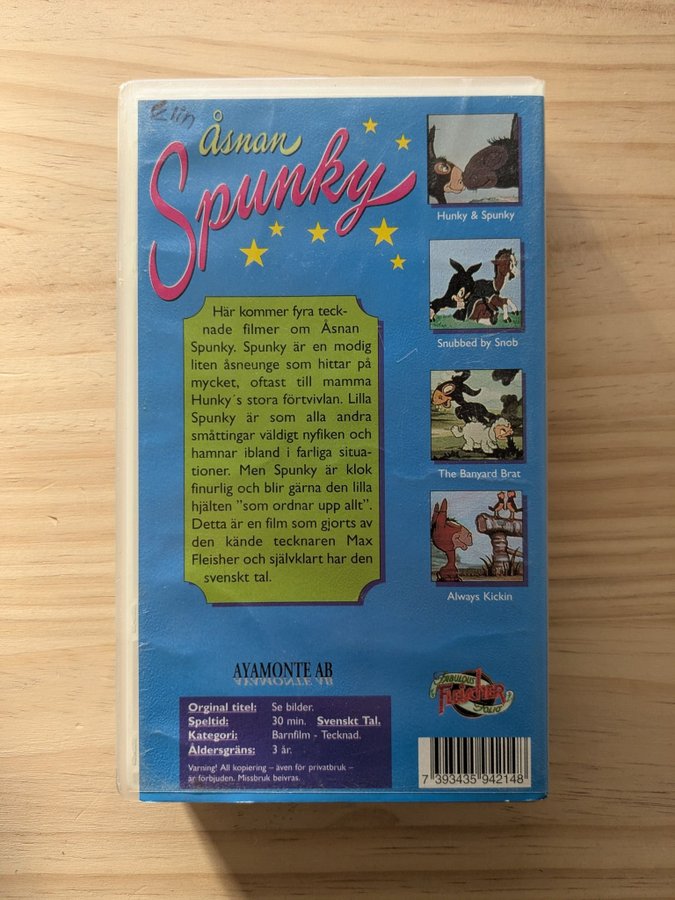 Elin
Åsnan
Spunky
Hunky & Spunky
Snubbed by Snob
The Banyard Brat
Always Kickin
Här kommer fyra teck-
nade filmer om Åsnan
Spunky. Spunky är en modig
liten åsneunge som hittar på
mycket, oftast till mamma
Hunky´s stora förtvivlan. Lilla
Spunky är som alla andra
småttingar väldigt nyfiken och
hamnar ibland i farliga situa-
tioner. Men Spunky är klok
finurlig och blir gärna den lilla
hjälten "som ordnar upp allt".
Detta är en film som gjorts av
den kände tecknaren Max
Fleisher och självklart har den
svenskt tal.
AYAMONTE AB
FABULOUS
FLEISCHER
FOLIO
Orginal titel: Se bilder.
Speltid: 30 min. Svenskt Tal.
Kategori: Barnfilm - Tecknad.
Åldersgräns: 3 år.
Varning! All kopiering – även för privatbruk –
är förbjuden. Missbruk beivras.
7 393435 942148